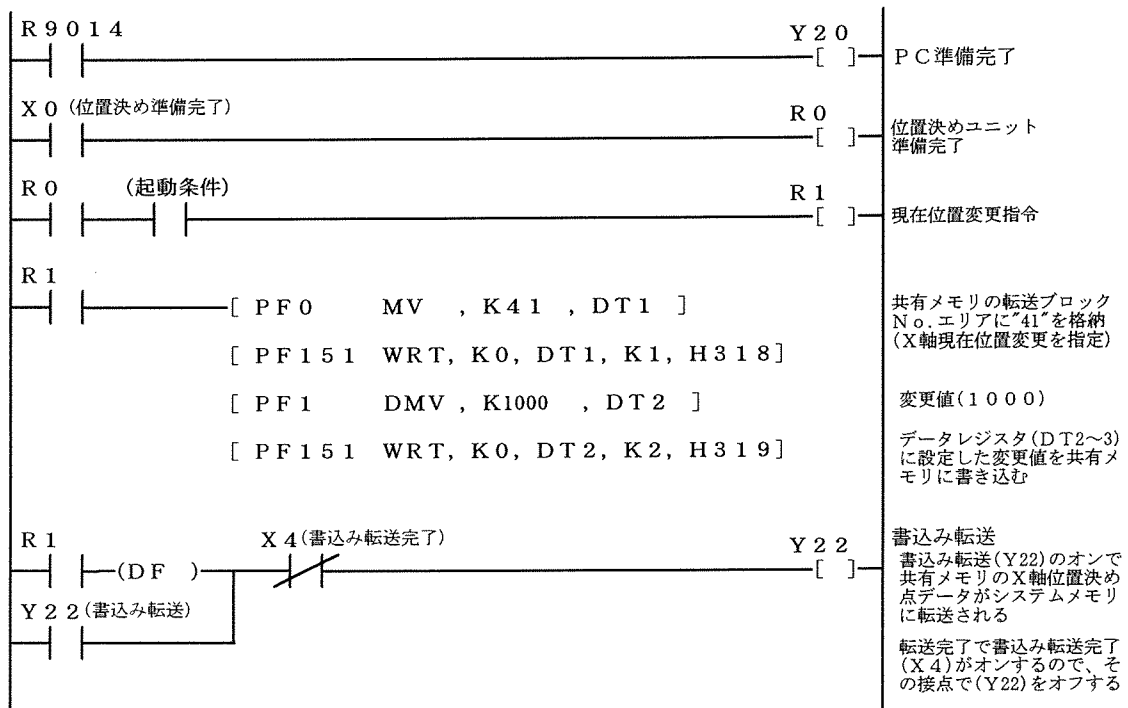 R9014
Y20
[ ]
PC準備完了
X0(位置決め準備完了)
R0
[ ]
位置決めユニット
準備完了
R0 (起動条件)
R1
[ ]
現在位置変更指令
R1
[ PF0 MV , K41 , DT1 ]
共有メモリの転送ブロック
No.エリアに"41"を格納
(X軸現在位置変更を指定)
[ PF151 WRT, K0, DT1, K1, H318]
[ PF1 DMV , K1000 , DT2 ]
変更値(1000)
[ PF151 WRT, K0, DT2, K2, H319]
データレジスタ(DT2~3)
に設定した変更値を共有メ
モリに書き込む
R1
(DF )
X4(書込み転送完了)
Y22
[ ]
書込み転送
書込み転送(Y22)のオンで
共有メモリのX軸位置決め
点データがシステムメモリ
に転送される
Y22(書込み転送)
転送完了で書込み転送完了
(X4)がオンするので、そ
の接点で(Y22)をオフする